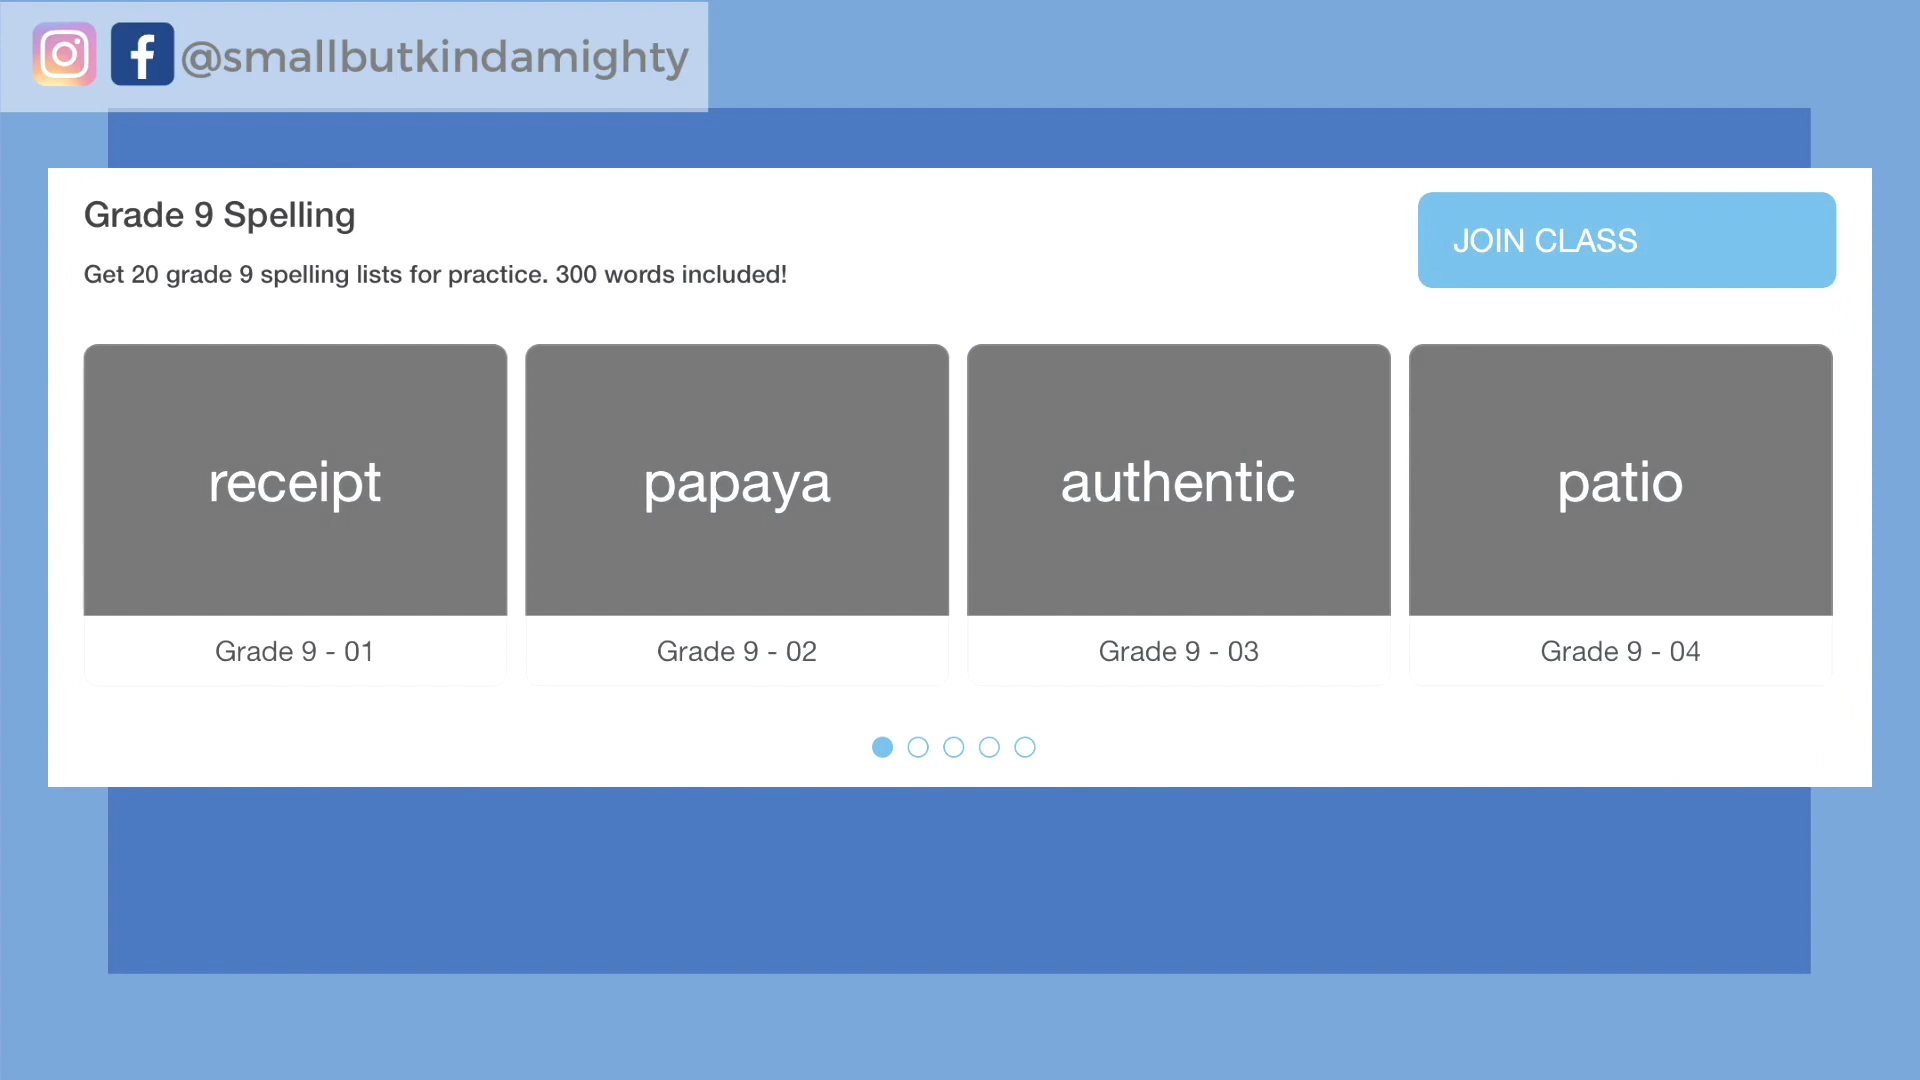 @smallbutkindamighty
Grade 9 Spelling
Get 20 grade 9 spelling lists for practice. 300 words included!
JOIN CLASS
receipt
papaya
authentic
patio
Grade 9 - 01
Grade 9 - 02
Grade 9 - 03
Grade 9 - 04